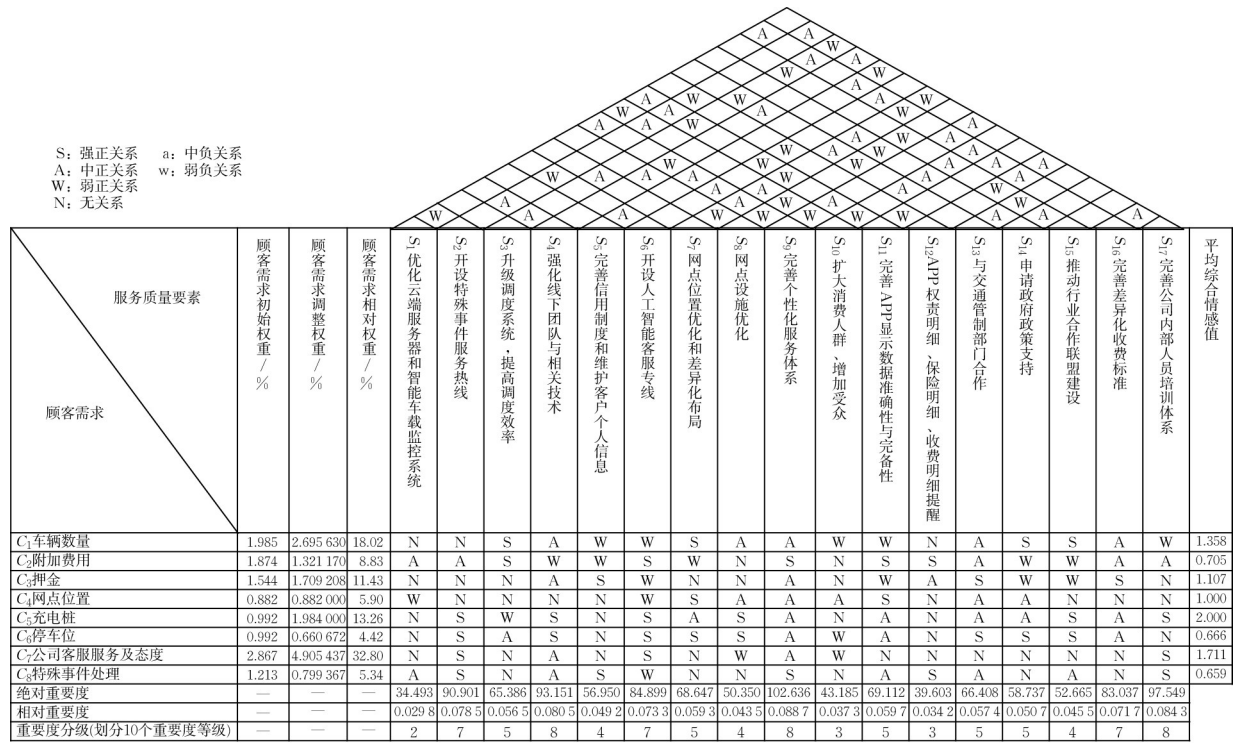 A A
W
A A
W W
A
A W W A W
W A A W
A A W A
A W A
W A W A A
W W W A A A
W A A W W A A
A A A A W
A W W A W
W A A W W W W W A A A
S：强正关系 a：中负关系
A：中正关系 w：弱负关系
W：弱正关系
N：无关系
服务质量要素
顾客需求
顾客需求初始权重/%
顾客需求调整权重/%
顾客需求相对权重/%
S1优化云端服务器和智能车载监控系统
S2开设特殊事件服务热线
S3升级调度系统，提高调度效率
S4强化线下团队与相关技术
S5完善信用制度和维护客户个人信息
S6开设人工智能客服专线
S7网点位置优化和差异化布局
S8网点设施优化
S9完善个性化服务体系
S10扩大消费人群、增加受众
S11完善APP显示数据准确性与完备性
S12APP权责明细、保险明细、收费明细提醒
S13与交通管制部门合作
S14申请政府政策支持
S15推动行业合作联盟建设
S16完善差异化收费标准
S17完善公司内部人员培训体系
平均综合情感值
C1车辆数量 1.985 2.695 630 18.02 N N S A W W S A A W W N A S S A W 1.358
C2附加费用 1.874 1.321 170 8.83 A A S W W S W N S N S S A W W A A 0.705
C3押金 1.544 1.709 208 11.43 N N N A S W N N A N W A S W W S N 1.107
C4网点位置 0.882 0.882 000 5.90 W N N N N W S A A A S N A A N N N 1.000
C5充电桩 0.992 1.984 000 13.26 N S W S N S A S A N A N A A S A S 2.000
C6停车位 0.992 0.660 672 4.42 N S A S N S S S A W A N S S S A N 0.666
C7公司客服服务及态度 2.867 4.905 437 32.80 N S N A N S N W A W N N N N N N S 1.711
C8特殊事件处理 1.213 0.799 367 5.34 A S N A S W N N S N A S A N A N S 0.659
绝对重要度 — — — 34.493 90.901 65.386 93.151 56.950 84.899 68.647 50.350 102.636 43.185 69.112 39.603 66.408 58.737 52.665 83.037 97.549
相对重要度 — — — 0.029 8 0.078 5 0.056 5 0.080 5 0.049 2 0.073 3 0.059 3 0.043 5 0.088 7 0.037 3 0.059 7 0.034 2 0.057 4 0.050 7 0.045 5 0.071 7 0.084 3
重要度分级(划分10个重要度等级) — — — 2 7 5 8 4 7 5 4 8 3 5 3 5 5 4 7 8